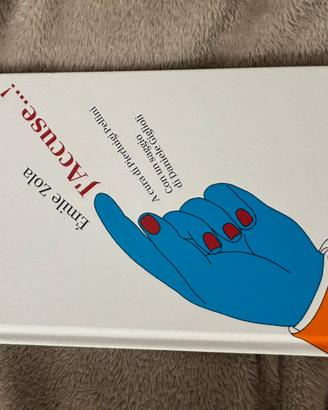 Émile Zola
J'Accuse...!
A cura di Pierluigi Pellini
Con un saggio
di Daniele Giglioli